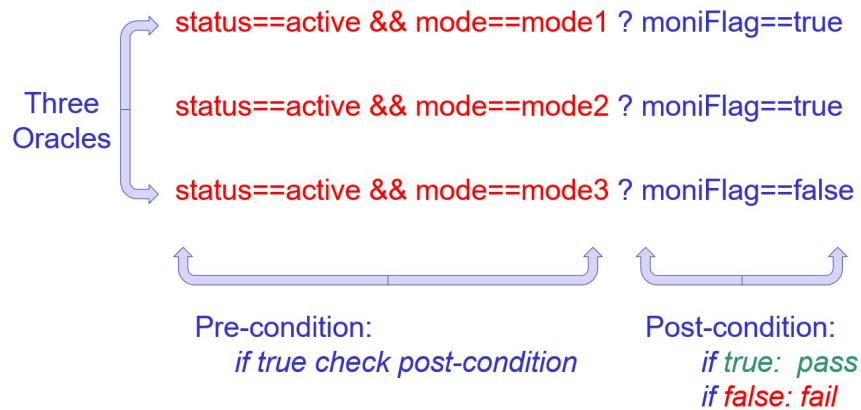 status==active && mode==mode1 ? moniFlag==true
Three
Oracles
status==active && mode==mode2 ? moniFlag==true
status==active && mode==mode3 ? moniFlag==false
Pre-condition:
if true check post-condition
Post-condition:
if true: pass
if false: fail